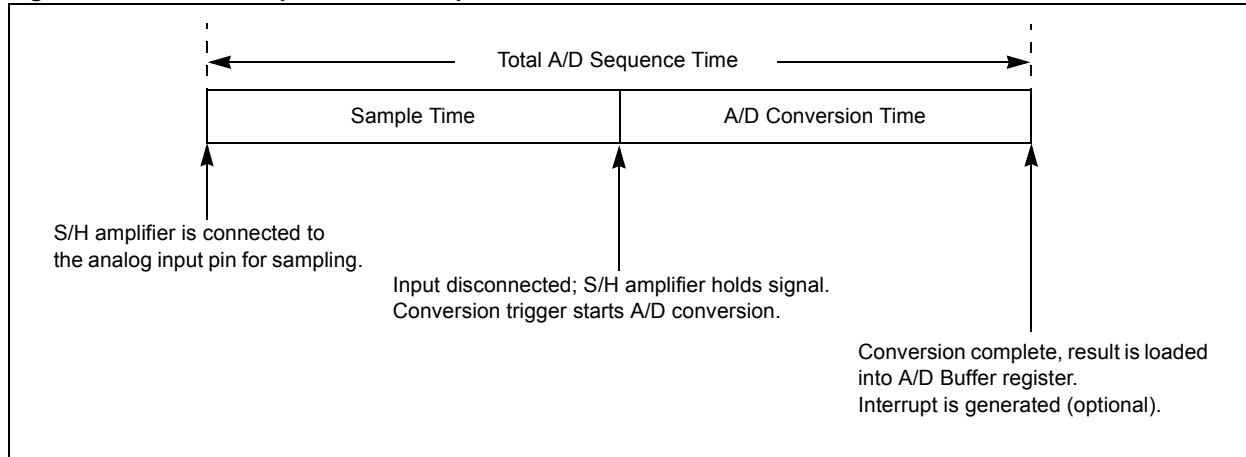 Total A/D Sequence Time
Sample Time
A/D Conversion Time
S/H amplifier is connected to
the analog input pin for sampling.
Input disconnected; S/H amplifier holds signal.
Conversion trigger starts A/D conversion.
Conversion complete, result is loaded
into A/D Buffer register.
Interrupt is generated (optional).